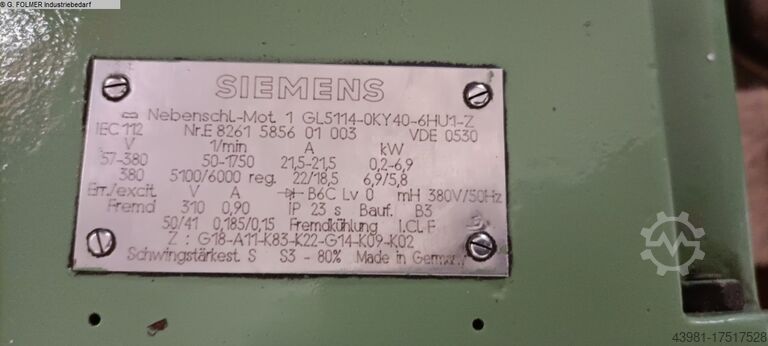 © G. FOLMER Industriebedarf
SIEMENS
Nebenschl.-Mot. 1 GL5114-0KY40-6HU1-Z
IEC 112 Nr.E 8261 5856 01 003 VDE 0530
V 1/min A kW
57-380 50-1750 21,5-21,5 0,2-6,9
380 5100/6000 reg. 22/18,5 6,9/5,8
Err./excit. V A B6C Lv 0 mH 380V/50Hz
Fremd 310 0,90 IP 23 s Bauf. B3
50/41 0,185/0,15 Fremdkühlung I.CL.F
Z : G18-A11-K83-K22-G14-K09-K02
Schwingstärkest. S S3 - 80% Made in Germany
MACHINESEEKER
43981-17517528